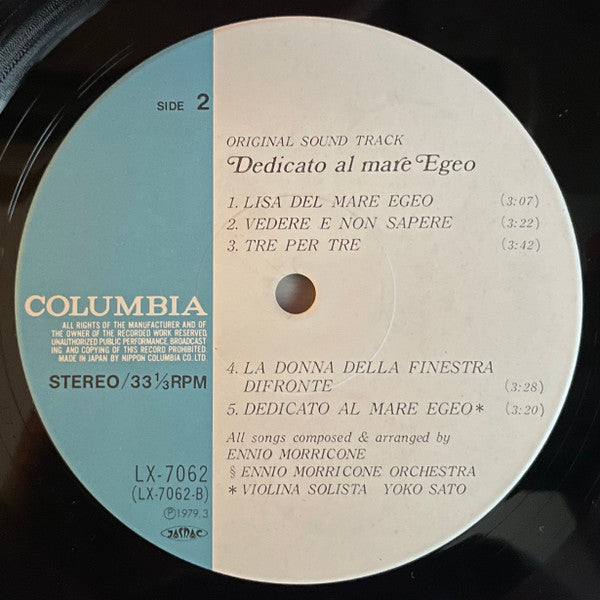 SIDE 2
ORIGINAL SOUND TRACK
Dedicato al mare Egeo
1. LISA DEL MARE EGEO (3:07)
2. VEDERE E NON SAPERE (3:22)
3. TRE PER TRE (3:42)
COLUMBIA
ALL RIGHTS OF THE MANUFACTURER AND OF
THE OWNER OF THE RECORDED WORK RESERVED
UNAUTHORIZED PUBLIC PERFORMANCE BROADCAST
ING AND COPYING OF THIS RECORD PROHIBITED
MADE IN JAPAN BY NIPPON COLUMBIA CO. LTD.
STEREO/33⅓RPM
4. LA DONNA DELLA FINESTRA
DIFRONTE (3:28)
5. DEDICATO AL MARE EGEO* (3:20)
All songs composed & arranged by
ENNIO MORRICONE
§ ENNIO MORRICONE ORCHESTRA
* VIOLINA SOLISTA YOKO SATO
LX-7062
(LX-7062-B)
Ⓟ1979.3
JASRAC